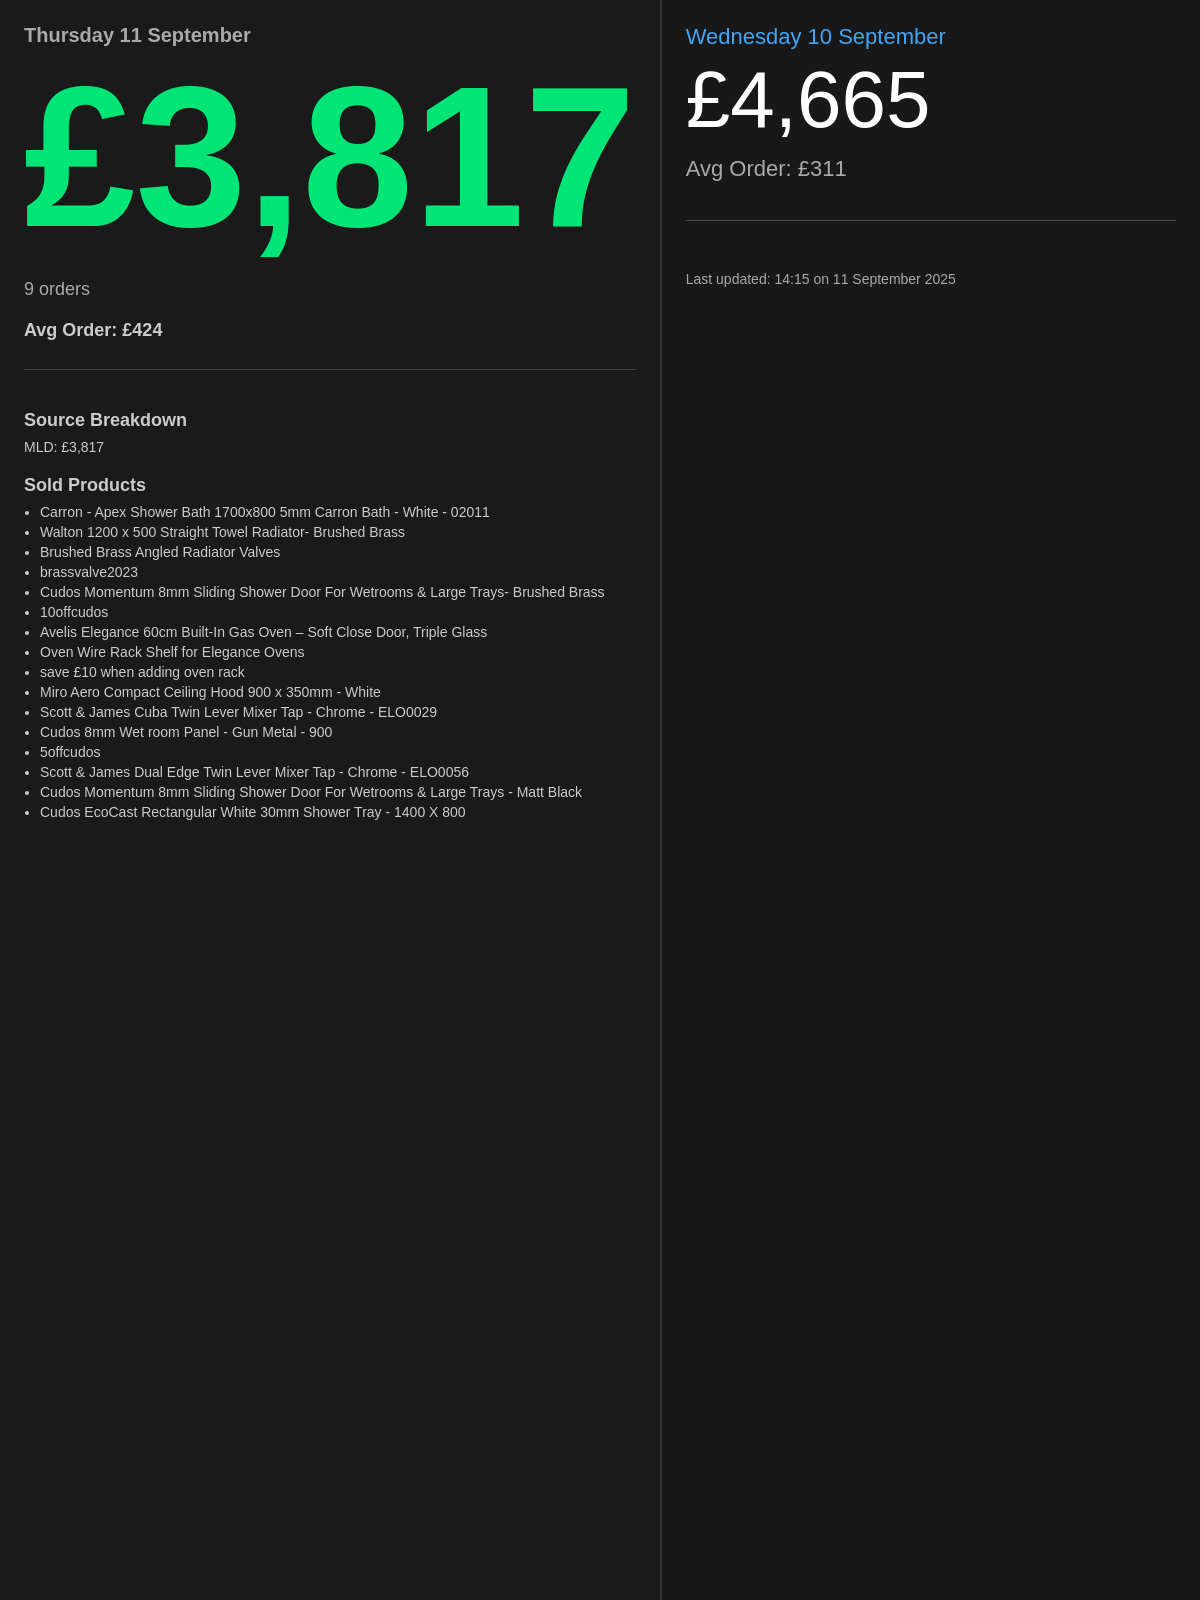 Thursday 11 September
£3,817
9 orders
Avg Order: £424
Source Breakdown
MLD: £3,817
Sold Products
• Carron - Apex Shower Bath 1700x800 5mm Carron Bath - White - 02011
• Walton 1200 x 500 Straight Towel Radiator- Brushed Brass
• Brushed Brass Angled Radiator Valves
• brassvalve2023
• Cudos Momentum 8mm Sliding Shower Door For Wetrooms & Large Trays- Brushed Brass
• 10offcudos
• Avelis Elegance 60cm Built-In Gas Oven – Soft Close Door, Triple Glass
• Oven Wire Rack Shelf for Elegance Ovens
• save £10 when adding oven rack
• Miro Aero Compact Ceiling Hood 900 x 350mm - White
• Scott & James Cuba Twin Lever Mixer Tap - Chrome - ELO0029
• Cudos 8mm Wet room Panel - Gun Metal - 900
• 5offcudos
• Scott & James Dual Edge Twin Lever Mixer Tap - Chrome - ELO0056
• Cudos Momentum 8mm Sliding Shower Door For Wetrooms & Large Trays - Matt Black
• Cudos EcoCast Rectangular White 30mm Shower Tray - 1400 X 800
Wednesday 10 September
£4,665
Avg Order: £311
Last updated: 14:15 on 11 September 2025